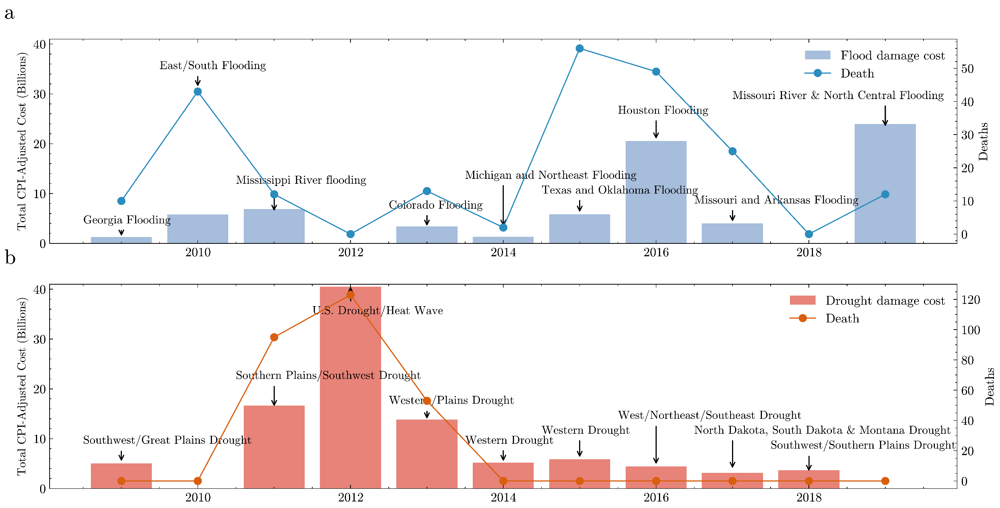 a
Total CPI-Adjusted Cost (Billions)
40
30
20
10
0
East/South Flooding
Flood damage cost
Death
Missouri River & North Central Flooding
Houston Flooding
Michigan and Northeast Flooding
Mississippi River flooding
Texas and Oklahoma Flooding
Missouri and Arkansas Flooding
Colorado Flooding
Georgia Flooding
50
40
30
20
10
0
Deaths
2010 2012 2014 2016 2018
b
Total CPI-Adjusted Cost (Billions)
40
30
20
10
0
Drought damage cost
Death
U.S. Drought/Heat Wave
Southern Plains/Southwest Drought
Western/Plains Drought
West/Northeast/Southeast Drought
Western Drought
North Dakota, South Dakota & Montana Drought
Southwest/Great Plains Drought
Western Drought
Southwest/Southern Plains Drought
120
100
80
60
40
20
0
Deaths
2010 2012 2014 2016 2018